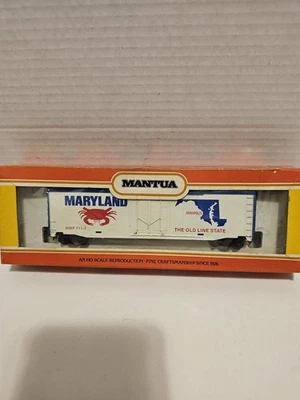 MANTUA
MARYLAND
THE OLD LINE STATE
AN HO SCALE REPRODUCTION · FINE CRAFTSMANSHIP SINCE 1926